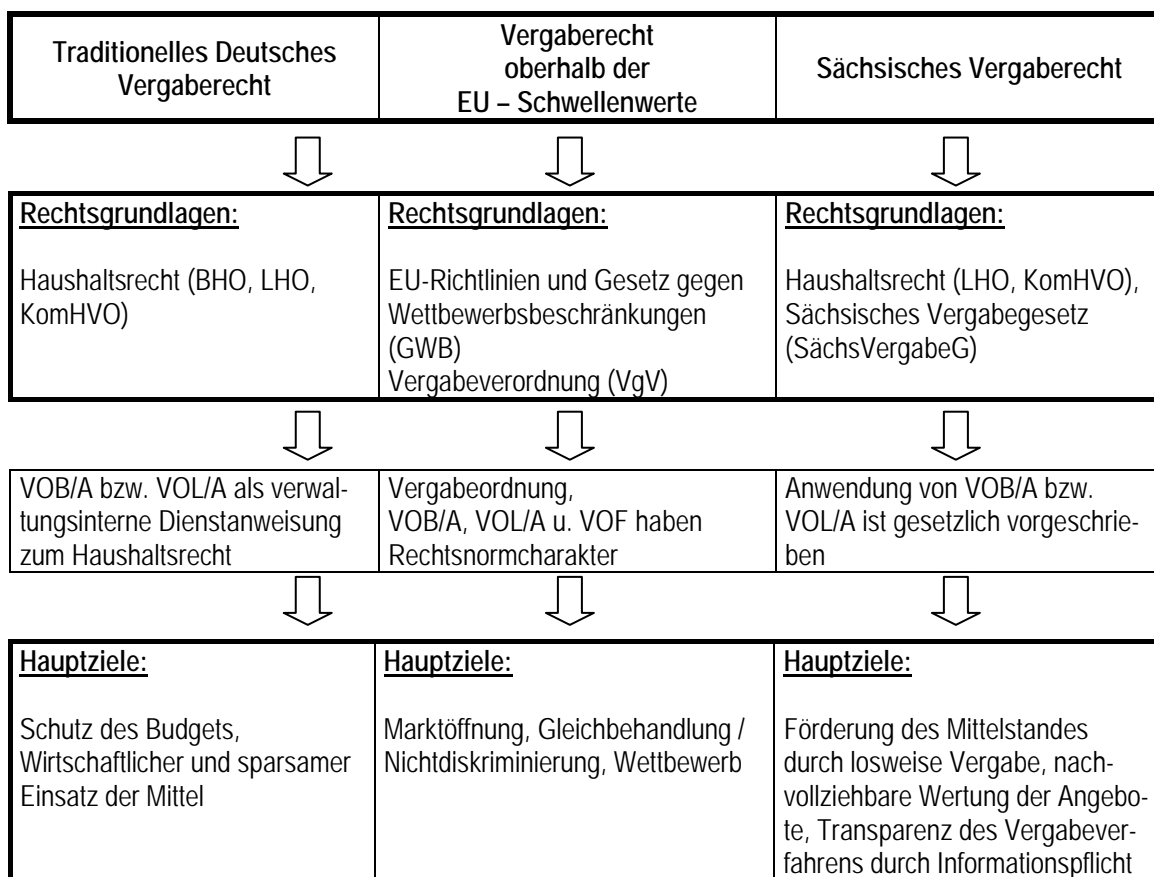 Traditionelles Deutsches
Vergaberecht
Vergaberecht
oberhalb der
EU – Schwellenwerte
Sächsisches Vergaberecht
Rechtsgrundlagen:
Haushaltsrecht (BHO, LHO,
KomHVO)
Rechtsgrundlagen:
EU-Richtlinien und Gesetz gegen
Wettbewerbsbeschränkungen
(GWB)
Vergabeverordnung (VgV)
Rechtsgrundlagen:
Haushaltsrecht (LHO, KomHVO),
Sächsisches Vergabegesetz
(SächsVergabeG)
VOB/A bzw. VOL/A als verwal-
tungsinterne Dienstanweisung
zum Haushaltsrecht
Vergabeordnung,
VOB/A, VOL/A u. VOF haben
Rechtsnormcharakter
Anwendung von VOB/A bzw.
VOL/A ist gesetzlich vorgeschrie-
ben
Hauptziele:
Schutz des Budgets,
Wirtschaftlicher und sparsamer
Einsatz der Mittel
Hauptziele:
Marktöffnung, Gleichbehandlung /
Nichtdiskriminierung, Wettbewerb
Hauptziele:
Förderung des Mittelstandes
durch losweise Vergabe, nach-
vollziehbare Wertung der Angebo-
te, Transparenz des Vergabever-
fahrens durch Informationspflicht